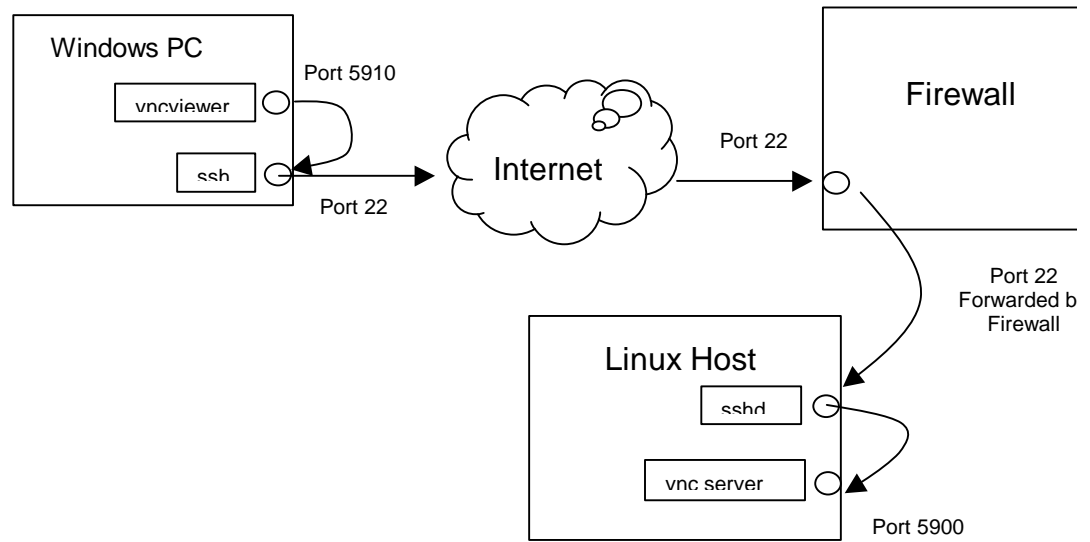 Windows PC
Port 5910
vncviewer
ssh
Port 22
Internet
Port 22
Firewall
Port 22
Forwarded b
Firewall
Linux Host
sshd
vnc server
Port 5900